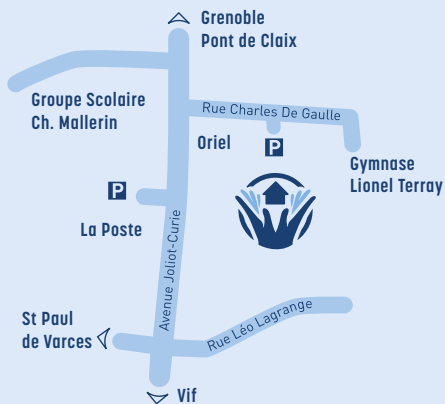 Grenoble
Pont de Claix
Groupe Scolaire
Ch. Mallerin
Rue Charles De Gaulle
Oriel
P
Gymnase
Lionel Terray
P
La Poste
Avenue Joliot-Curie
St Paul
de Varces
Rue Léo Lagrange
Vif